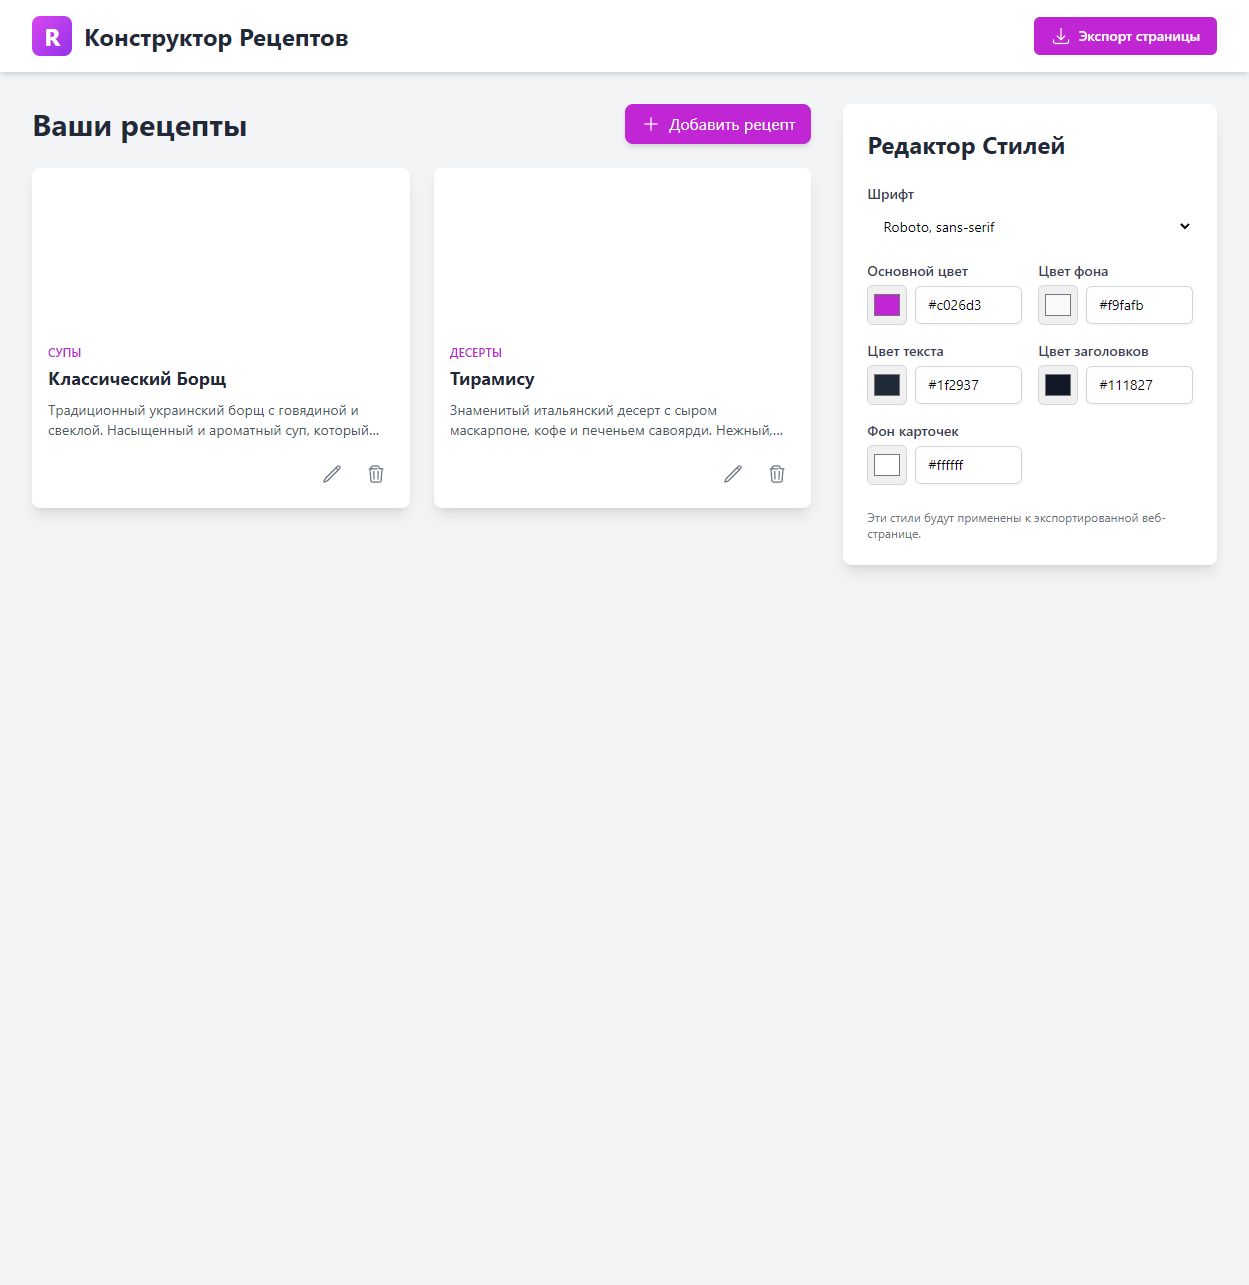 R Конструктор Рецептов
Экспорт страницы
Ваши рецепты
Добавить рецепт
СУПЫ
Классический Борщ
Традиционный украинский борщ с говядиной и
свеклой. Насыщенный и ароматный суп, который...
ДЕСЕРТЫ
Тирамису
Знаменитый итальянский десерт с сыром
маскарпоне, кофе и печеньем савоярди. Нежный,...
Редактор Стилей
Шрифт
Roboto, sans-serif
Основной цвет
#c026d3
Цвет фона
#f9fafb
Цвет текста
#1f2937
Цвет заголовков
#111827
Фон карточек
#ffffff
Эти стили будут применены к экспортированной веб-
странице.